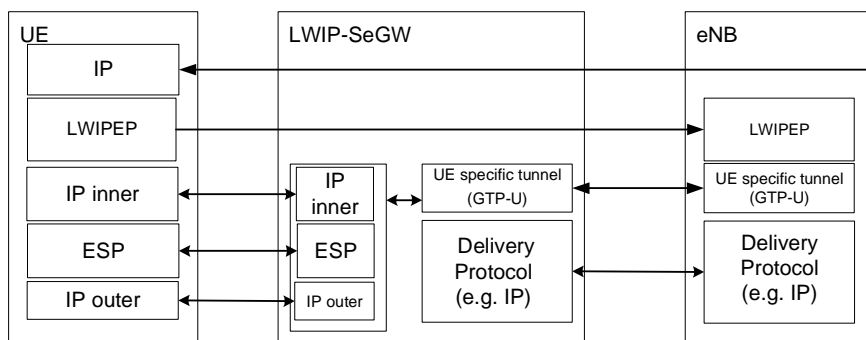 UE
IP
LWIPEP
IP inner
ESP
IP outer
LWIP-SeGW
IP
inner
ESP
IP outer
UE specific tunnel
(GTP-U)
Delivery
Protocol
(e.g. IP)
eNB
LWIPEP
UE specific tunnel
(GTP-U)
Delivery
Protocol
(e.g. IP)